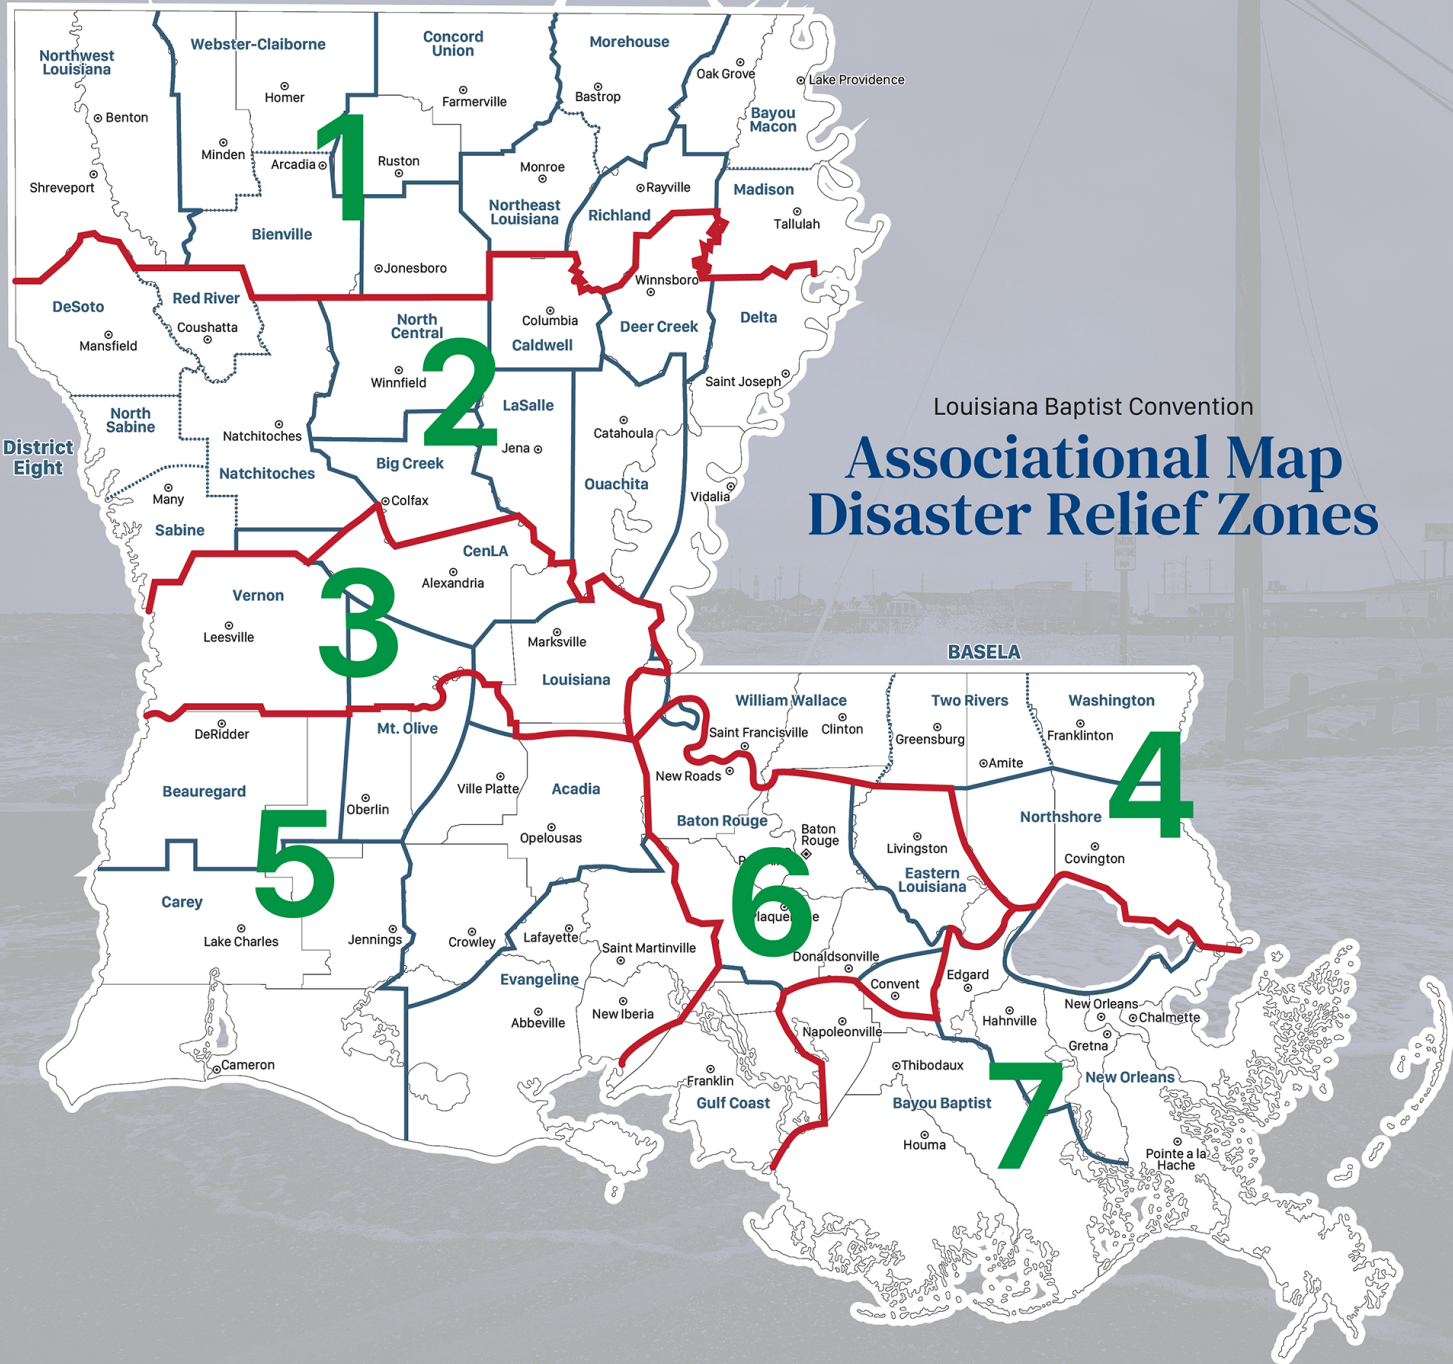 Louisiana Baptist Convention
Associational Map
Disaster Relief Zones
Northwest
Louisiana
Benton
Shreveport
Webster-Claiborne
Homer
Minden
Arcadia
1
Concord
Union
Farmerville
Ruston
Morehouse
Bastrop
Oak Grove
Lake Providence
Bayou
Macon
Monroe
Northeast
Louisiana
Rayville
Richland
Madison
Tallulah
Bienville
Jonesboro
Winnsboro
DeSoto
Mansfield
Red River
Coushatta
North
Central
Winnfield
2
Columbia
Caldwell
Deer Creek
Delta
Saint Joseph
North
Sabine
District
Eight
Natchitoches
Natchitoches
Many
Sabine
LaSalle
Jena
Big Creek
Colfax
Catahoula
Ouachita
Vidalia
CenLA
Alexandria
Vernon
Leesville
3
Marksville
Louisiana
BASELA
William Wallace
Saint Francisville
Clinton
Two Rivers
Greensburg
Amite
Washington
Franklinton
4
DeRidder
Mt. Olive
Beauregard
Oberlin
5
Ville Platte
Acadia
Opelousas
New Roads
Baton Rouge
Baton
Rouge
6
Livingston
Eastern
Louisiana
Northshore
Covington
Carey
Lake Charles
Jennings
Crowley
Lafayette
Saint Martinville
Evangeline
Abbeville
New Iberia
Cameron
Donaldsonville
Convent
Edgard
Hahnville
New Orleans
Chalmette
Gretna
New Orleans
Napoleonville
Thibodaux
Franklin
Gulf Coast
Bayou Baptist
Houma
7
Pointe a la
Hache